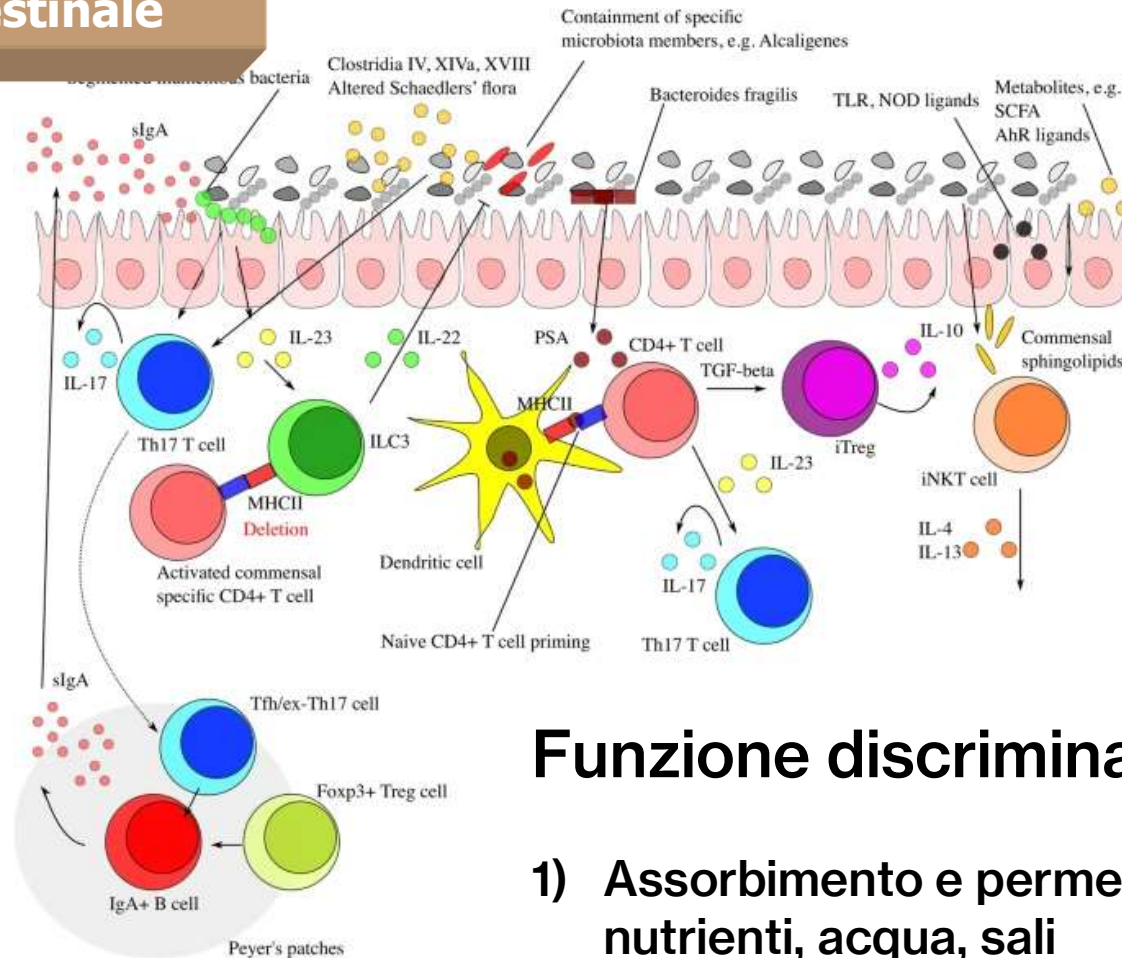 estinale
Containment of specific
microbiota members, e.g. Alcaligenes
Clostridia IV, XIVa, XVIII
Altered Schaedlers' flora
bacteria
Bacteroides fragilis
TLR, NOD ligands
Metabolites, e.g.
SCFA
AhR ligands
sIgA
IL-23
IL-22
PSA
CD4+ T cell
IL-10
Commensal
sphingolipids
IL-17
TGF-beta
MHCII
Th17 T cell
ILC3
iTreg
IL-23
iNKT cell
MHCII
Deletion
IL-4
IL-13
Dendritic cell
Activated commensal
specific CD4+ T cell
IL-17
Naive CD4+ T cell priming
Th17 T cell
sIgA
Tfh/ex-Th17 cell
Foxp3+ Treg cell
IgA+ B cell
Peyer's patches
Funzione discrimina
1) Assorbimento e perme
nutrienti, acqua, sali